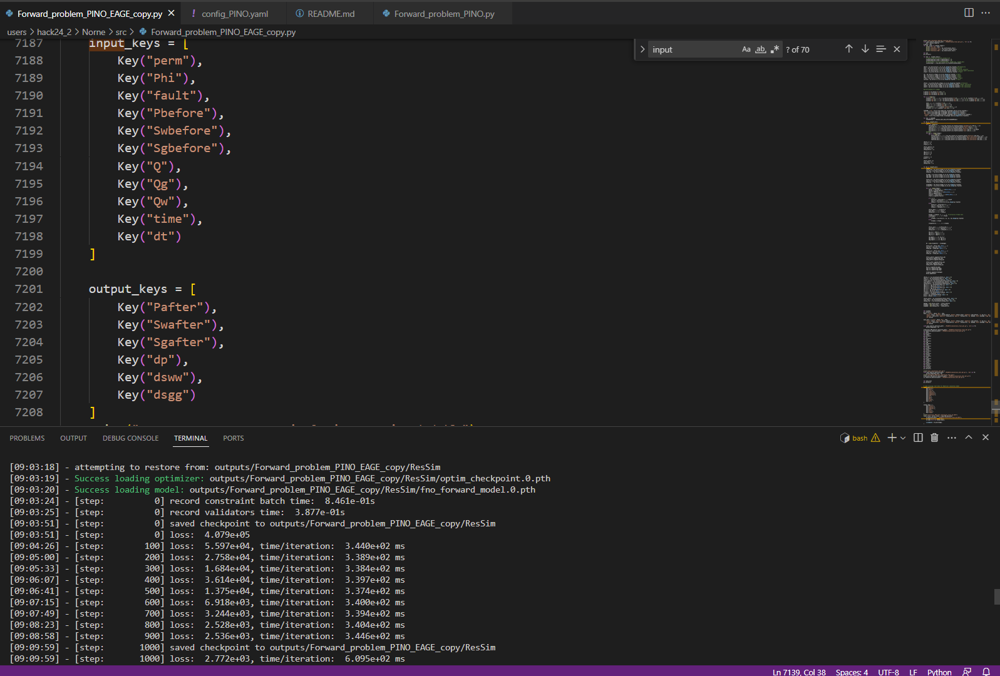 Forward_problem_PINO_EAGE_copy.py
! config_PINO.yaml
README.md
Forward_problem_PINO.py
users > hack24_2 > Norne > src > Forward_problem_PINO_EAGE_copy.py
input
Aa ab * ? of 70
7187 input_keys = [
7188 Key("perm"),
7189 Key("Phi"),
7190 Key("fault"),
7191 Key("Pbefore"),
7192 Key("Swbefore"),
7193 Key("Sgbefore"),
7194 Key("Q"),
7195 Key("Qg"),
7196 Key("Qw"),
7197 Key("time"),
7198 Key("dt")
7199 ]
7200
7201 output_keys = [
7202 Key("Pafter"),
7203 Key("Swafter"),
7204 Key("Sgafter"),
7205 Key("dp"),
7206 Key("dsww"),
7207 Key("dsgg")
7208 ]
PROBLEMS OUTPUT DEBUG CONSOLE TERMINAL PORTS bash
[09:03:18] - attempting to restore from: outputs/Forward_problem_PINO_EAGE_copy/ResSim
[09:03:19] - Success loading optimizer: outputs/Forward_problem_PINO_EAGE_copy/ResSim/optim_checkpoint.0.pth
[09:03:20] - Success loading model: outputs/Forward_problem_PINO_EAGE_copy/ResSim/fno_forward_model.0.pth
[09:03:24] - [step: 0] record constraint batch time: 8.461e-01s
[09:03:25] - [step: 0] record validators time: 3.877e-01s
[09:03:51] - [step: 0] saved checkpoint to outputs/Forward_problem_PINO_EAGE_copy/ResSim
[09:03:51] - [step: 0] loss: 4.079e+05
[09:04:26] - [step: 100] loss: 5.597e+04, time/iteration: 3.440e+02 ms
[09:05:00] - [step: 200] loss: 2.758e+04, time/iteration: 3.389e+02 ms
[09:05:33] - [step: 300] loss: 1.684e+04, time/iteration: 3.384e+02 ms
[09:06:07] - [step: 400] loss: 3.614e+04, time/iteration: 3.397e+02 ms
[09:06:41] - [step: 500] loss: 1.375e+04, time/iteration: 3.374e+02 ms
[09:07:15] - [step: 600] loss: 6.918e+03, time/iteration: 3.400e+02 ms
[09:07:49] - [step: 700] loss: 3.244e+03, time/iteration: 3.394e+02 ms
[09:08:23] - [step: 800] loss: 2.528e+03, time/iteration: 3.404e+02 ms
[09:08:58] - [step: 900] loss: 2.536e+03, time/iteration: 3.446e+02 ms
[09:09:59] - [step: 1000] saved checkpoint to outputs/Forward_problem_PINO_EAGE_copy/ResSim
[09:09:59] - [step: 1000] loss: 2.772e+03, time/iteration: 6.095e+02 ms
Ln 7139, Col 38 Spaces: 4 UTF-8 LF Python